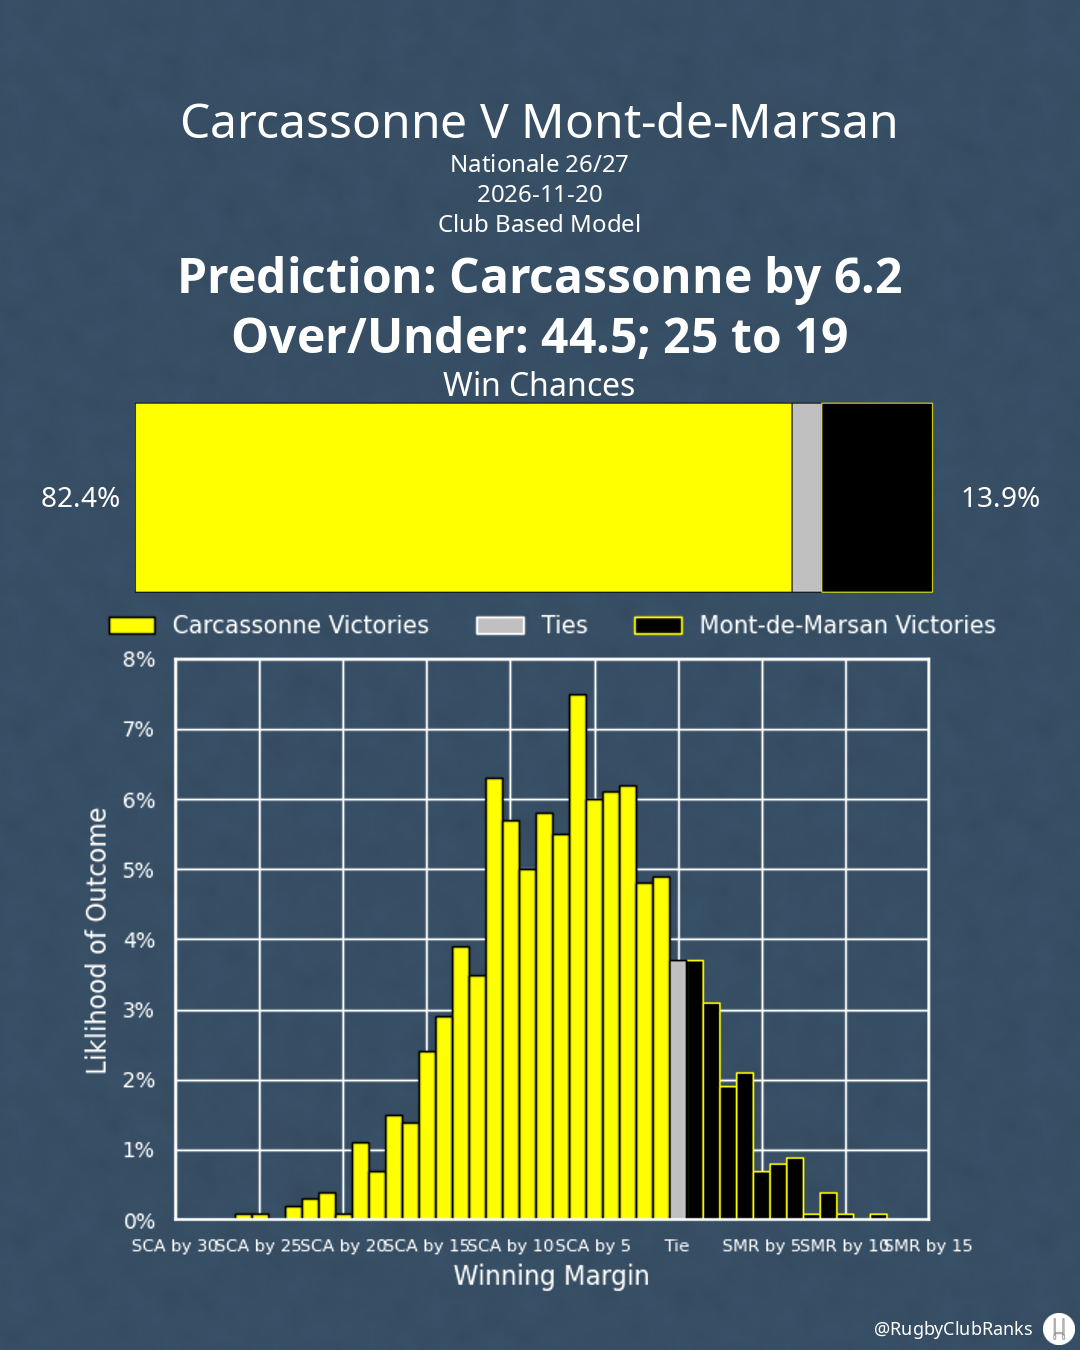 Carcassonne V Mont-de-Marsan
Nationale 26/27
2026-11-20
Club Based Model
Prediction: Carcassonne by 6.2
Over/Under: 44.5; 25 to 19
Win Chances
82.4%
13.9%
Carcassonne Victories Ties Mont-de-Marsan Victories
8%
7%
6%
5%
4%
3%
2%
1%
0%
Liklihood of Outcome
SCA by 30 SCA by 25 SCA by 20 SCA by 15 SCA by 10 SCA by 5 Tie SMR by 5 SMR by 10 SMR by 15
Winning Margin
@RugbyClubRanks